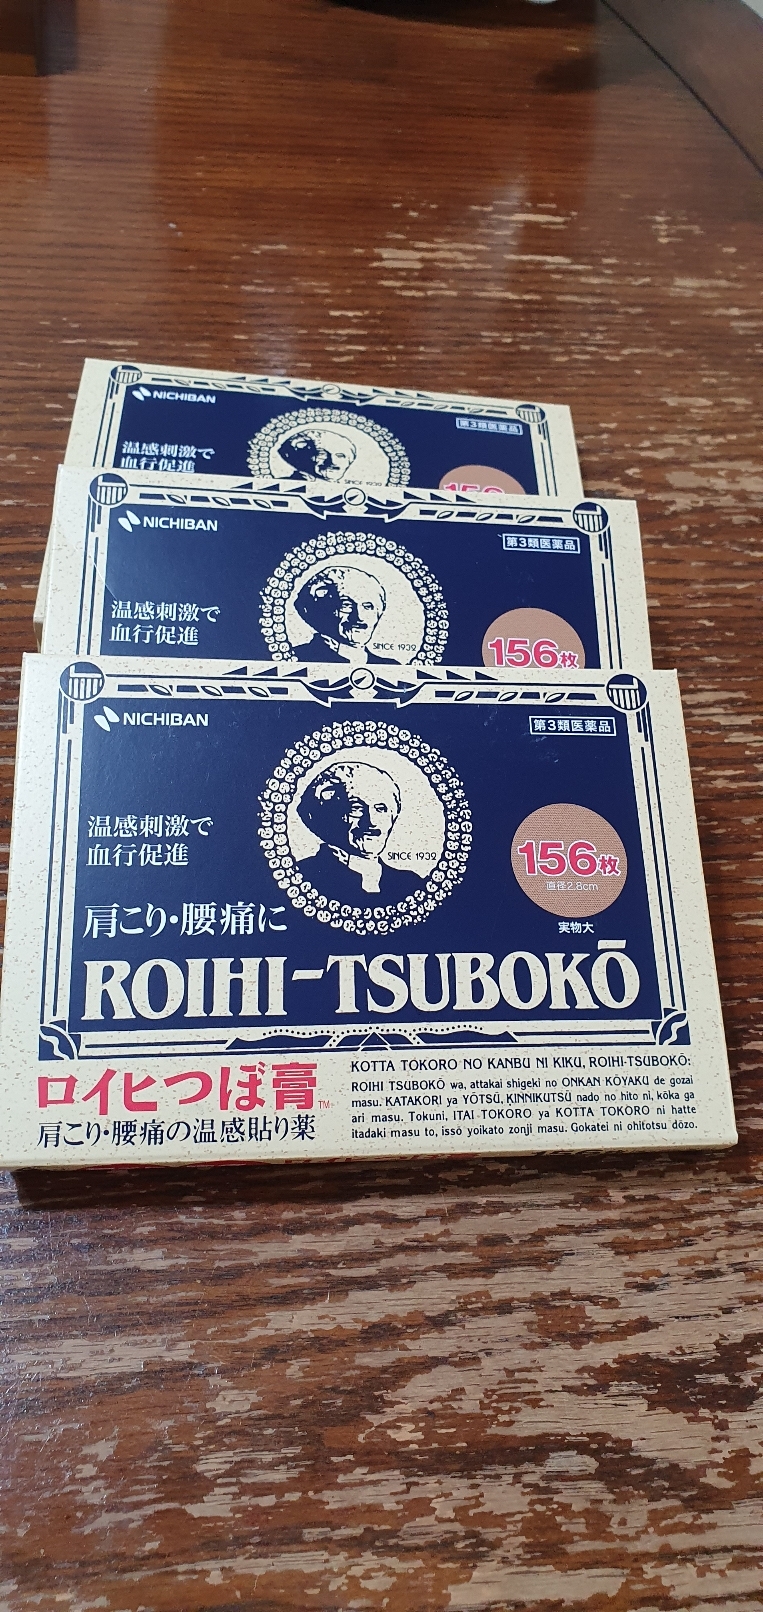 NICHIBAN
第3類医薬品
温感刺激で
血行促進
SINCE 1932
156
NICHIBAN
第3類医薬品
温感刺激で
血行促進
SINCE 1932
156枚
NICHIBAN
第3類医薬品
温感刺激で
血行促進
SINCE 1932
156枚
直径2.8cm
実物大
肩こり・腰痛に
ROIHI-TSUBOKŌ
ロイヒつぼ膏™
肩こり・腰痛の温感貼り薬
KOTTA TOKORO NO KANBU NI KIKU, ROIHI-TSUBOKŌ:
ROIHI TSUBOKŌ wa, attakai shigeki no ONKAN KŌYAKU de gozai
masu. KATAKORI ya YŌTSŪ, KINNIKUTSŪ nado no hito ni, kōka ga
ari masu. Tokuni, ITAI TOKORO ya KOTTA TOKORO ni hatte
itadaki masu to, issō yoikato zonji masu. Gokatei ni ohitotsu dōzo.